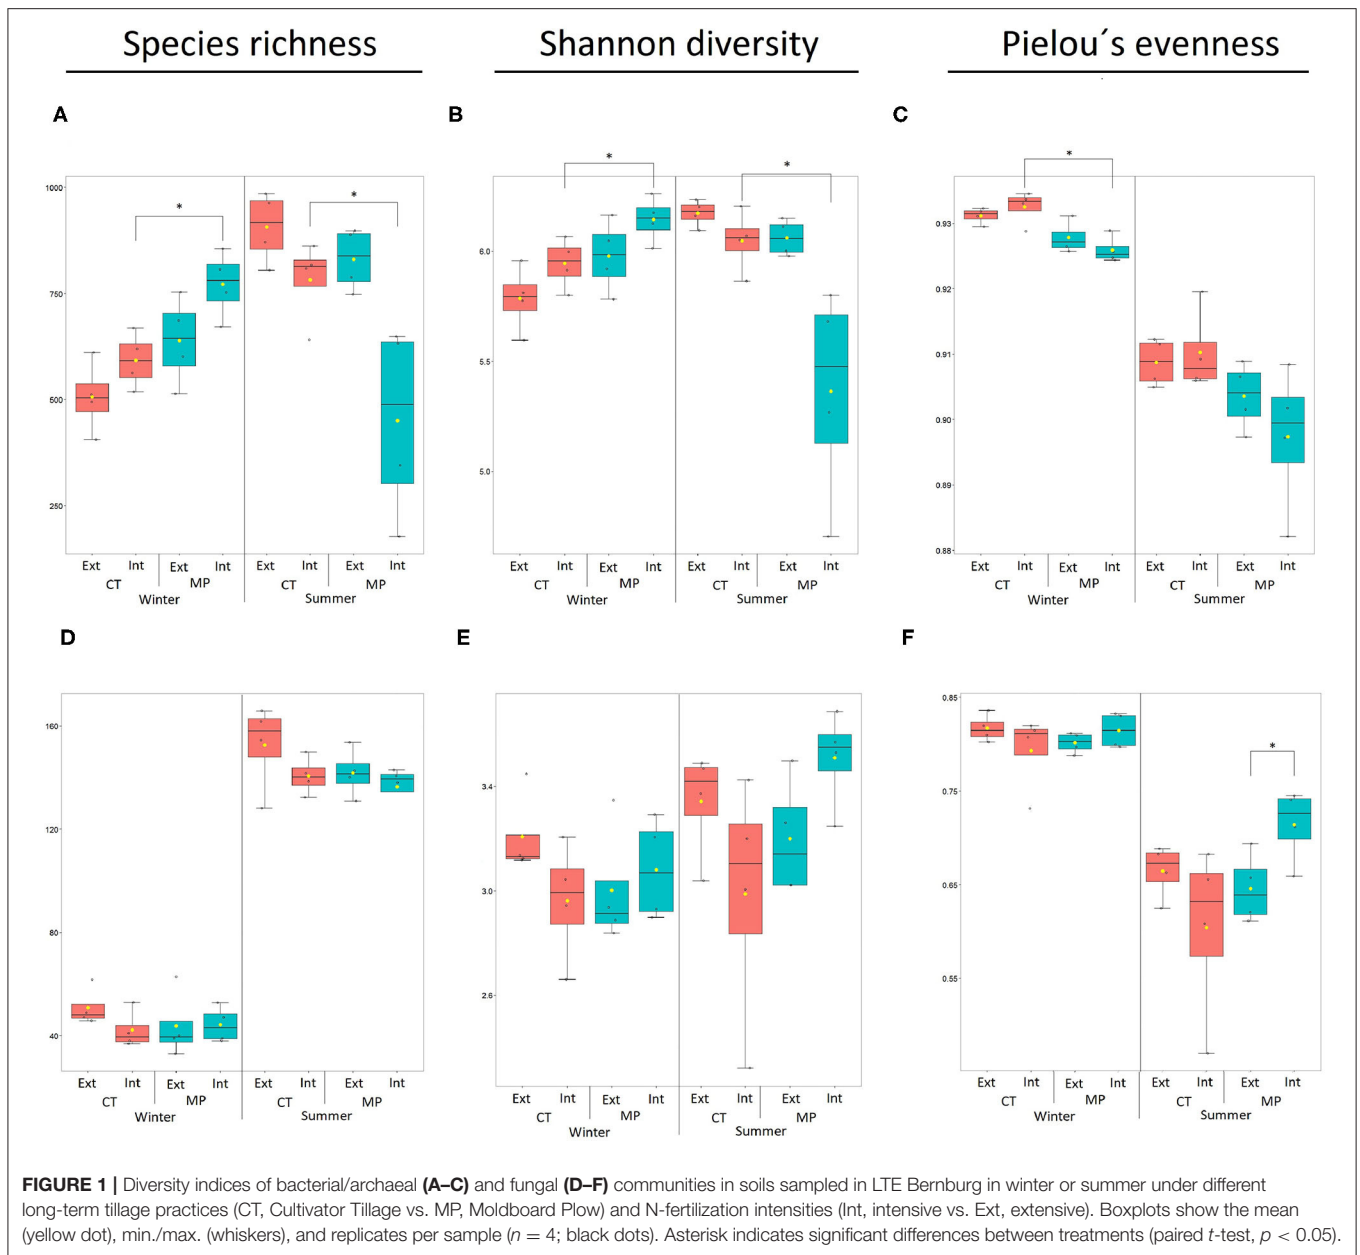 Species richness
Shannon diversity
Pielou´s evenness
A
B
C
*
*
*
*
*
1000
750
500
250
6.0
5.5
5.0
0.93
0.92
0.91
0.90
0.89
0.88
Ext Int Ext Int Ext Int Ext Int
CT MP CT MP
Winter Summer
Ext Int Ext Int Ext Int Ext Int
CT MP CT MP
Winter Summer
Ext Int Ext Int Ext Int Ext Int
CT MP CT MP
Winter Summer
D
E
F
*
160
120
80
40
3.4
3.0
2.6
0.85
0.75
0.65
0.55
Ext Int Ext Int Ext Int Ext Int
CT MP CT MP
Winter Summer
Ext Int Ext Int Ext Int Ext Int
CT MP CT MP
Winter Summer
Ext Int Ext Int Ext Int Ext Int
CT MP CT MP
Winter Summer
FIGURE 1 | Diversity indices of bacterial/archaeal (A–C) and fungal (D–F) communities in soils sampled in LTE Bernburg in winter or summer under different
long-term tillage practices (CT, Cultivator Tillage vs. MP, Moldboard Plow) and N-fertilization intensities (Int, intensive vs. Ext, extensive). Boxplots show the mean
(yellow dot), min./max. (whiskers), and replicates per sample (n = 4; black dots). Asterisk indicates significant differences between treatments (paired t-test, p < 0.05).